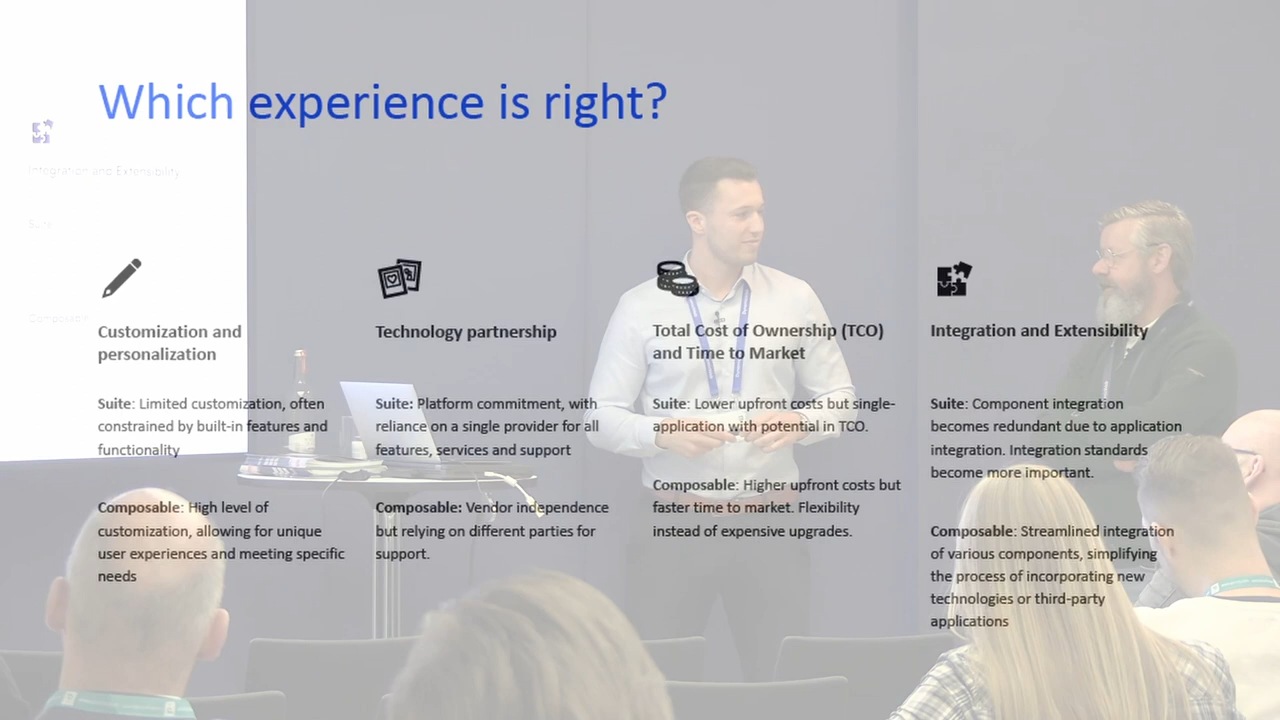 Which experience is right?
Integration and Extensibility
Suite
Composable
Customization and
personalization
Suite: Limited customization, often
constrained by built-in features and
functionality
Composable: High level of
customization, allowing for unique
user experiences and meeting specific
needs
Technology partnership
Suite: Platform commitment, with
reliance on a single provider for all
features, services and support
Composable: Vendor independence
but relying on different parties for
support.
Total Cost of Ownership (TCO)
and Time to Market
Suite: Lower upfront costs but single-
application with potential in TCO.
Composable: Higher upfront costs but
faster time to market. Flexibility
instead of expensive upgrades.
Integration and Extensibility
Suite: Component integration
becomes redundant due to application
integration. Integration standards
become more important.
Composable: Streamlined integration
of various components, simplifying
the process of incorporating new
technologies or third-party
applications